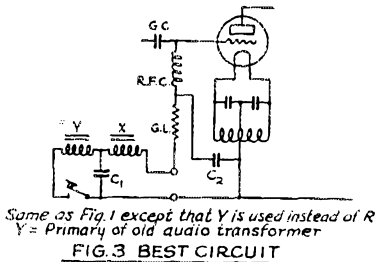 G.C.
R.F.C.
G.L.
Y
X
C1
C2
Same as Fig.1 except that Y is used instead of R
Y = Primary of old audio transformer
FIG.3 BEST CIRCUIT